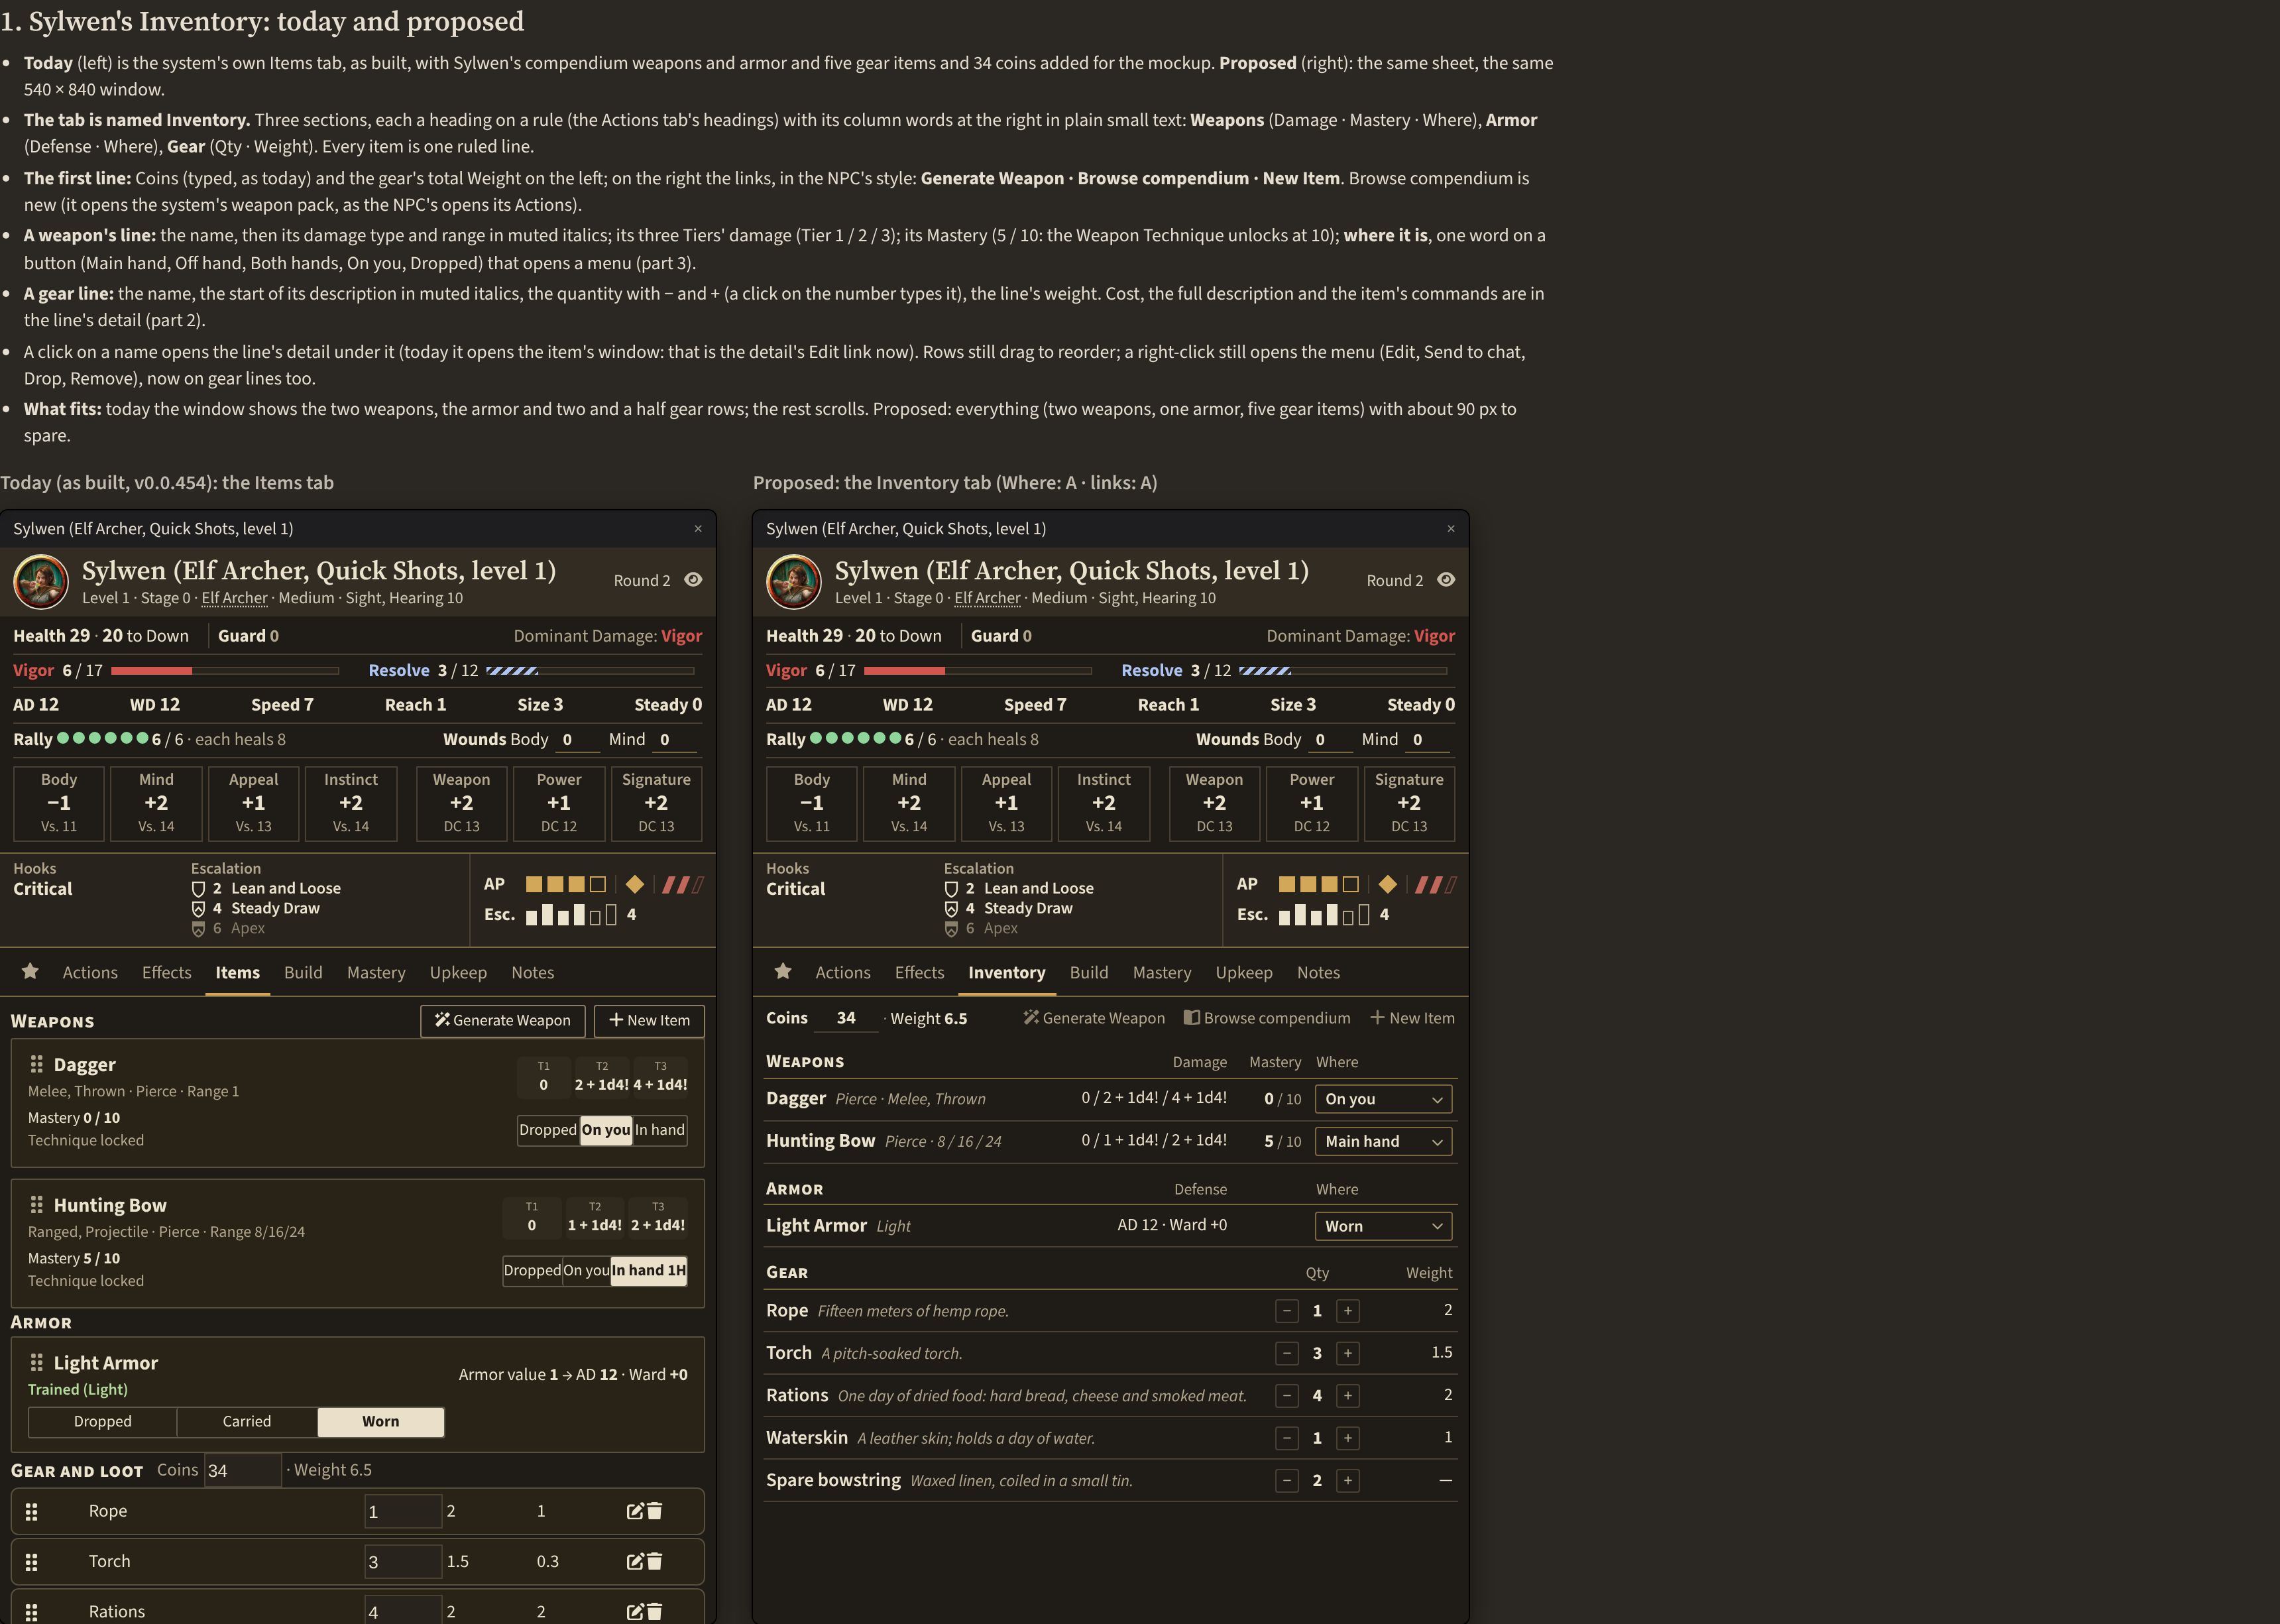 1. Sylwen's Inventory: today and proposed
• Today (left) is the system's own Items tab, as built, with Sylwen's compendium weapons and armor and five gear items and 34 coins added for the mockup. Proposed (right): the same sheet, the same
540 × 840 window.
• The tab is named Inventory. Three sections, each a heading on a rule (the Actions tab's headings) with its column words at the right in plain small text: Weapons (Damage · Mastery · Where), Armor
(Defense · Where), Gear (Qty · Weight). Every item is one ruled line.
• The first line: Coins (typed, as today) and the gear's total Weight on the left; on the right the links, in the NPC's style: Generate Weapon · Browse compendium · New Item. Browse compendium is
new (it opens the system's weapon pack, as the NPC's opens its Actions).
• A weapon's line: the name, then its damage type and range in muted italics; its three Tiers' damage (Tier 1 / 2 / 3); its Mastery (5 / 10: the Weapon Technique unlocks at 10); where it is, one word on a
button (Main hand, Off hand, Both hands, On you, Dropped) that opens a menu (part 3).
• A gear line: the name, the start of its description in muted italics, the quantity with − and + (a click on the number types it), the line's weight. Cost, the full description and the item's commands are in
the line's detail (part 2).
• A click on a name opens the line's detail under it (today it opens the item's window: that is the detail's Edit link now). Rows still drag to reorder; a right-click still opens the menu (Edit, Send to chat,
Drop, Remove), now on gear lines too.
• What fits: today the window shows the two weapons, the armor and two and a half gear rows; the rest scrolls. Proposed: everything (two weapons, one armor, five gear items) with about 90 px to
spare.
Today (as built, v0.0.454): the Items tab
Sylwen (Elf Archer, Quick Shots, level 1) ×
Sylwen (Elf Archer, Quick Shots, level 1) Round 2
Level 1 · Stage 0 · Elf Archer · Medium · Sight, Hearing 10
Health 29 · 20 to Down Guard 0 Dominant Damage: Vigor
Vigor 6 / 17 Resolve 3 / 12
AD 12 WD 12 Speed 7 Reach 1 Size 3 Steady 0
Rally 6 / 6 · each heals 8 Wounds Body 0 Mind 0
Body Mind Appeal Instinct Weapon Power Signature
−1 +2 +1 +2 +2 +1 +2
Vs. 11 Vs. 14 Vs. 13 Vs. 14 DC 13 DC 12 DC 13
Hooks Escalation
Critical 2 Lean and Loose AP
4 Steady Draw Esc. 4
6 Apex
Actions Effects Items Build Mastery Upkeep Notes
WEAPONS Generate Weapon + New Item
Dagger T1 T2 T3
0 2 + 1d4! 4 + 1d4!
Melee, Thrown · Pierce · Range 1
Mastery 0 / 10
Dropped On you In hand
Technique locked
Hunting Bow T1 T2 T3
0 1 + 1d4! 2 + 1d4!
Ranged, Projectile · Pierce · Range 8/16/24
Mastery 5 / 10
Dropped On you In hand 1H
Technique locked
ARMOR
Light Armor
Armor value 1 → AD 12 · Ward +0
Trained (Light)
Dropped Carried Worn
GEAR AND LOOT Coins 34 · Weight 6.5
Rope 1 2 1
Torch 3 1.5 0.3
Rations 4 2 2
Proposed: the Inventory tab (Where: A · links: A)
Sylwen (Elf Archer, Quick Shots, level 1) ×
Sylwen (Elf Archer, Quick Shots, level 1) Round 2
Level 1 · Stage 0 · Elf Archer · Medium · Sight, Hearing 10
Health 29 · 20 to Down Guard 0 Dominant Damage: Vigor
Vigor 6 / 17 Resolve 3 / 12
AD 12 WD 12 Speed 7 Reach 1 Size 3 Steady 0
Rally 6 / 6 · each heals 8 Wounds Body 0 Mind 0
Body Mind Appeal Instinct Weapon Power Signature
−1 +2 +1 +2 +2 +1 +2
Vs. 11 Vs. 14 Vs. 13 Vs. 14 DC 13 DC 12 DC 13
Hooks Escalation
Critical 2 Lean and Loose AP
4 Steady Draw Esc. 4
6 Apex
Actions Effects Inventory Build Mastery Upkeep Notes
Coins 34 · Weight 6.5 Generate Weapon Browse compendium + New Item
WEAPONS Damage Mastery Where
Dagger Pierce · Melee, Thrown 0 / 2 + 1d4! / 4 + 1d4! 0 / 10 On you
Hunting Bow Pierce · 8 / 16 / 24 0 / 1 + 1d4! / 2 + 1d4! 5 / 10 Main hand
ARMOR Defense Where
Light Armor Light AD 12 · Ward +0 Worn
GEAR Qty Weight
Rope Fifteen meters of hemp rope. − 1 + 2
Torch A pitch-soaked torch. − 3 + 1.5
Rations One day of dried food: hard bread, cheese and smoked meat. − 4 + 2
Waterskin A leather skin; holds a day of water. − 1 + 1
Spare bowstring Waxed linen, coiled in a small tin. − 2 + —